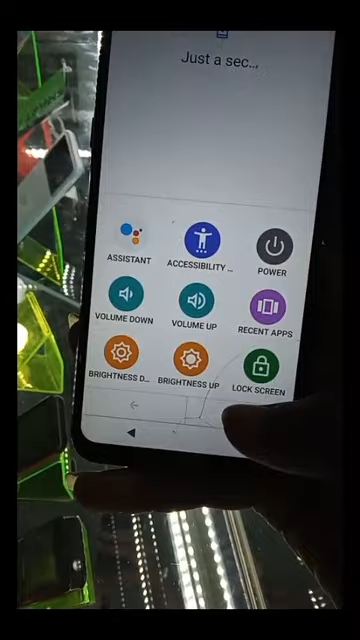 Just a sec...
ASSISTANT
ACCESSIBILITY ...
POWER
VOLUME DOWN
VOLUME UP
RECENT APPS
BRIGHTNESS D...
BRIGHTNESS UP
LOCK SCREEN